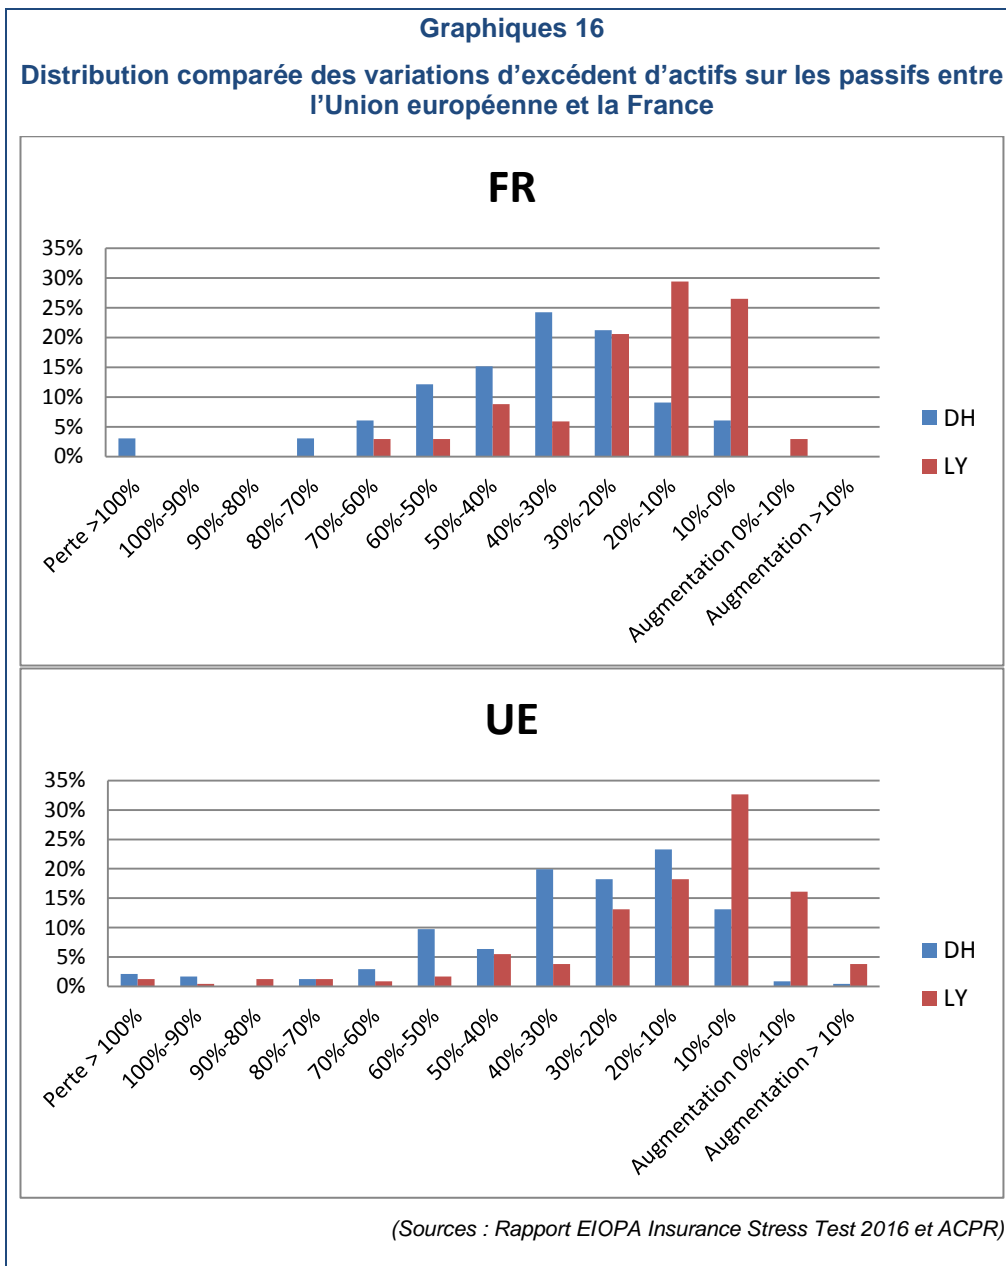 Graphiques 16
Distribution comparée des variations d'excédent d'actifs sur les passifs entre
l'Union européenne et la France
FR
35%
30%
25%
20%
15%
10%
5%
0%
Perte >100%
100%-90%
90%-80%
80%-70%
70%-60%
60%-50%
50%-40%
40%-30%
30%-20%
20%-10%
10%-0%
Augmentation 0%-10%
Augmentation >10%
DH
LY
UE
35%
30%
25%
20%
15%
10%
5%
0%
Perte > 100%
100%-90%
90%-80%
80%-70%
70%-60%
60%-50%
50%-40%
40%-30%
30%-20%
20%-10%
10%-0%
Augmentation 0%-10%
Augmentation > 10%
DH
LY
(Sources : Rapport EIOPA Insurance Stress Test 2016 et ACPR)